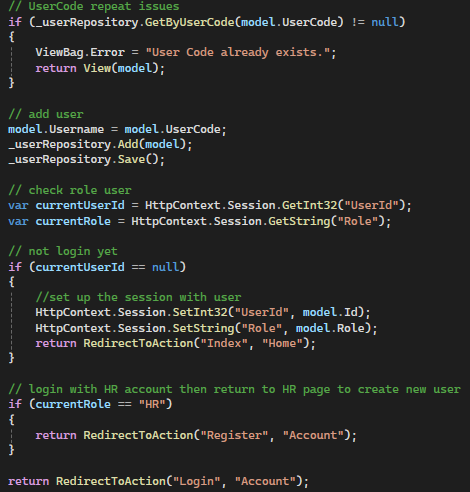 // UserCode repeat issues
if (_userRepository.GetByUserCode(model.UserCode) != null)
{
    ViewBag.Error = "User Code already exists.";
    return View(model);
}

// add user
model.Username = model.UserCode;
_userRepository.Add(model);
_userRepository.Save();

// check role user
var currentUserId = HttpContext.Session.GetInt32("UserId");
var currentRole = HttpContext.Session.GetString("Role");

// not login yet
if (currentUserId == null)
{
    //set up the session with user
    HttpContext.Session.SetInt32("UserId", model.Id);
    HttpContext.Session.SetString("Role", model.Role);
    return RedirectToAction("Index", "Home");
}

// login with HR account then return to HR page to create new user
if (currentRole == "HR")
{
    return RedirectToAction("Register", "Account");
}

return RedirectToAction("Login", "Account");